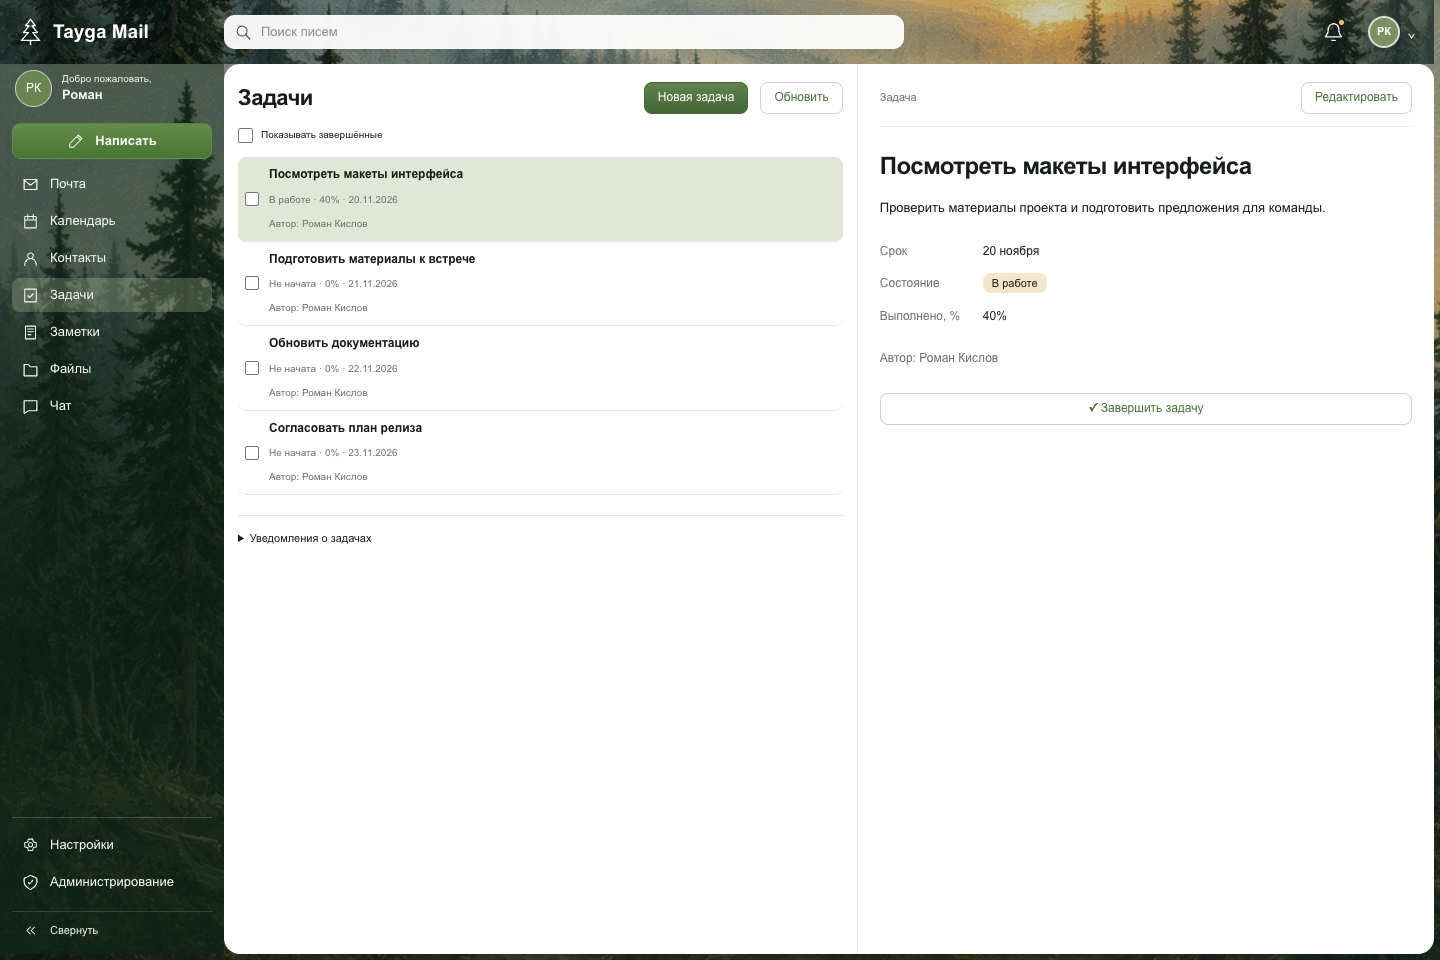 Tayga Mail
Поиск писем
РК
РК
Добро пожаловать,
Роман
Написать
Почта
Календарь
Контакты
Задачи
Заметки
Файлы
Чат
Настройки
Администрирование
Свернуть
Задачи
Новая задача
Обновить
Показывать завершённые
Посмотреть макеты интерфейса
В работе · 40% · 20.11.2026
Автор: Роман Кислов
Подготовить материалы к встрече
Не начата · 0% · 21.11.2026
Автор: Роман Кислов
Обновить документацию
Не начата · 0% · 22.11.2026
Автор: Роман Кислов
Согласовать план релиза
Не начата · 0% · 23.11.2026
Автор: Роман Кислов
Уведомления о задачах
Задача
Редактировать
Посмотреть макеты интерфейса
Проверить материалы проекта и подготовить предложения для команды.
Срок 20 ноября
Состояние В работе
Выполнено, % 40%
Автор: Роман Кислов
✓ Завершить задачу